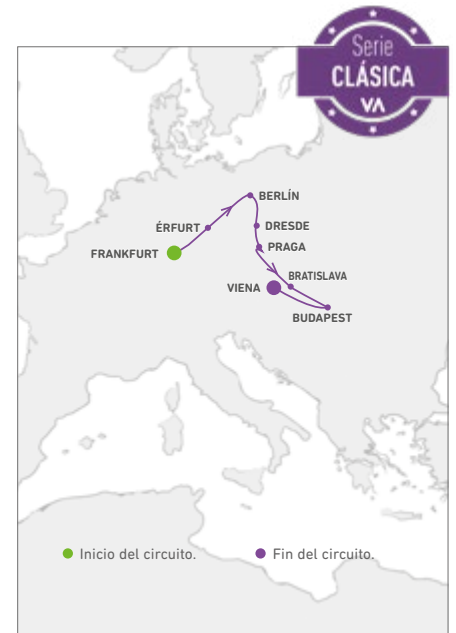 Serie
CLÁSICA
VA
BERLÍN
ÉRFURT
DRESDE
PRAGA
FRANKFURT
BRATISLAVA
VIENA
BUDAPEST
Inicio del circuito.
Fin del circuito.